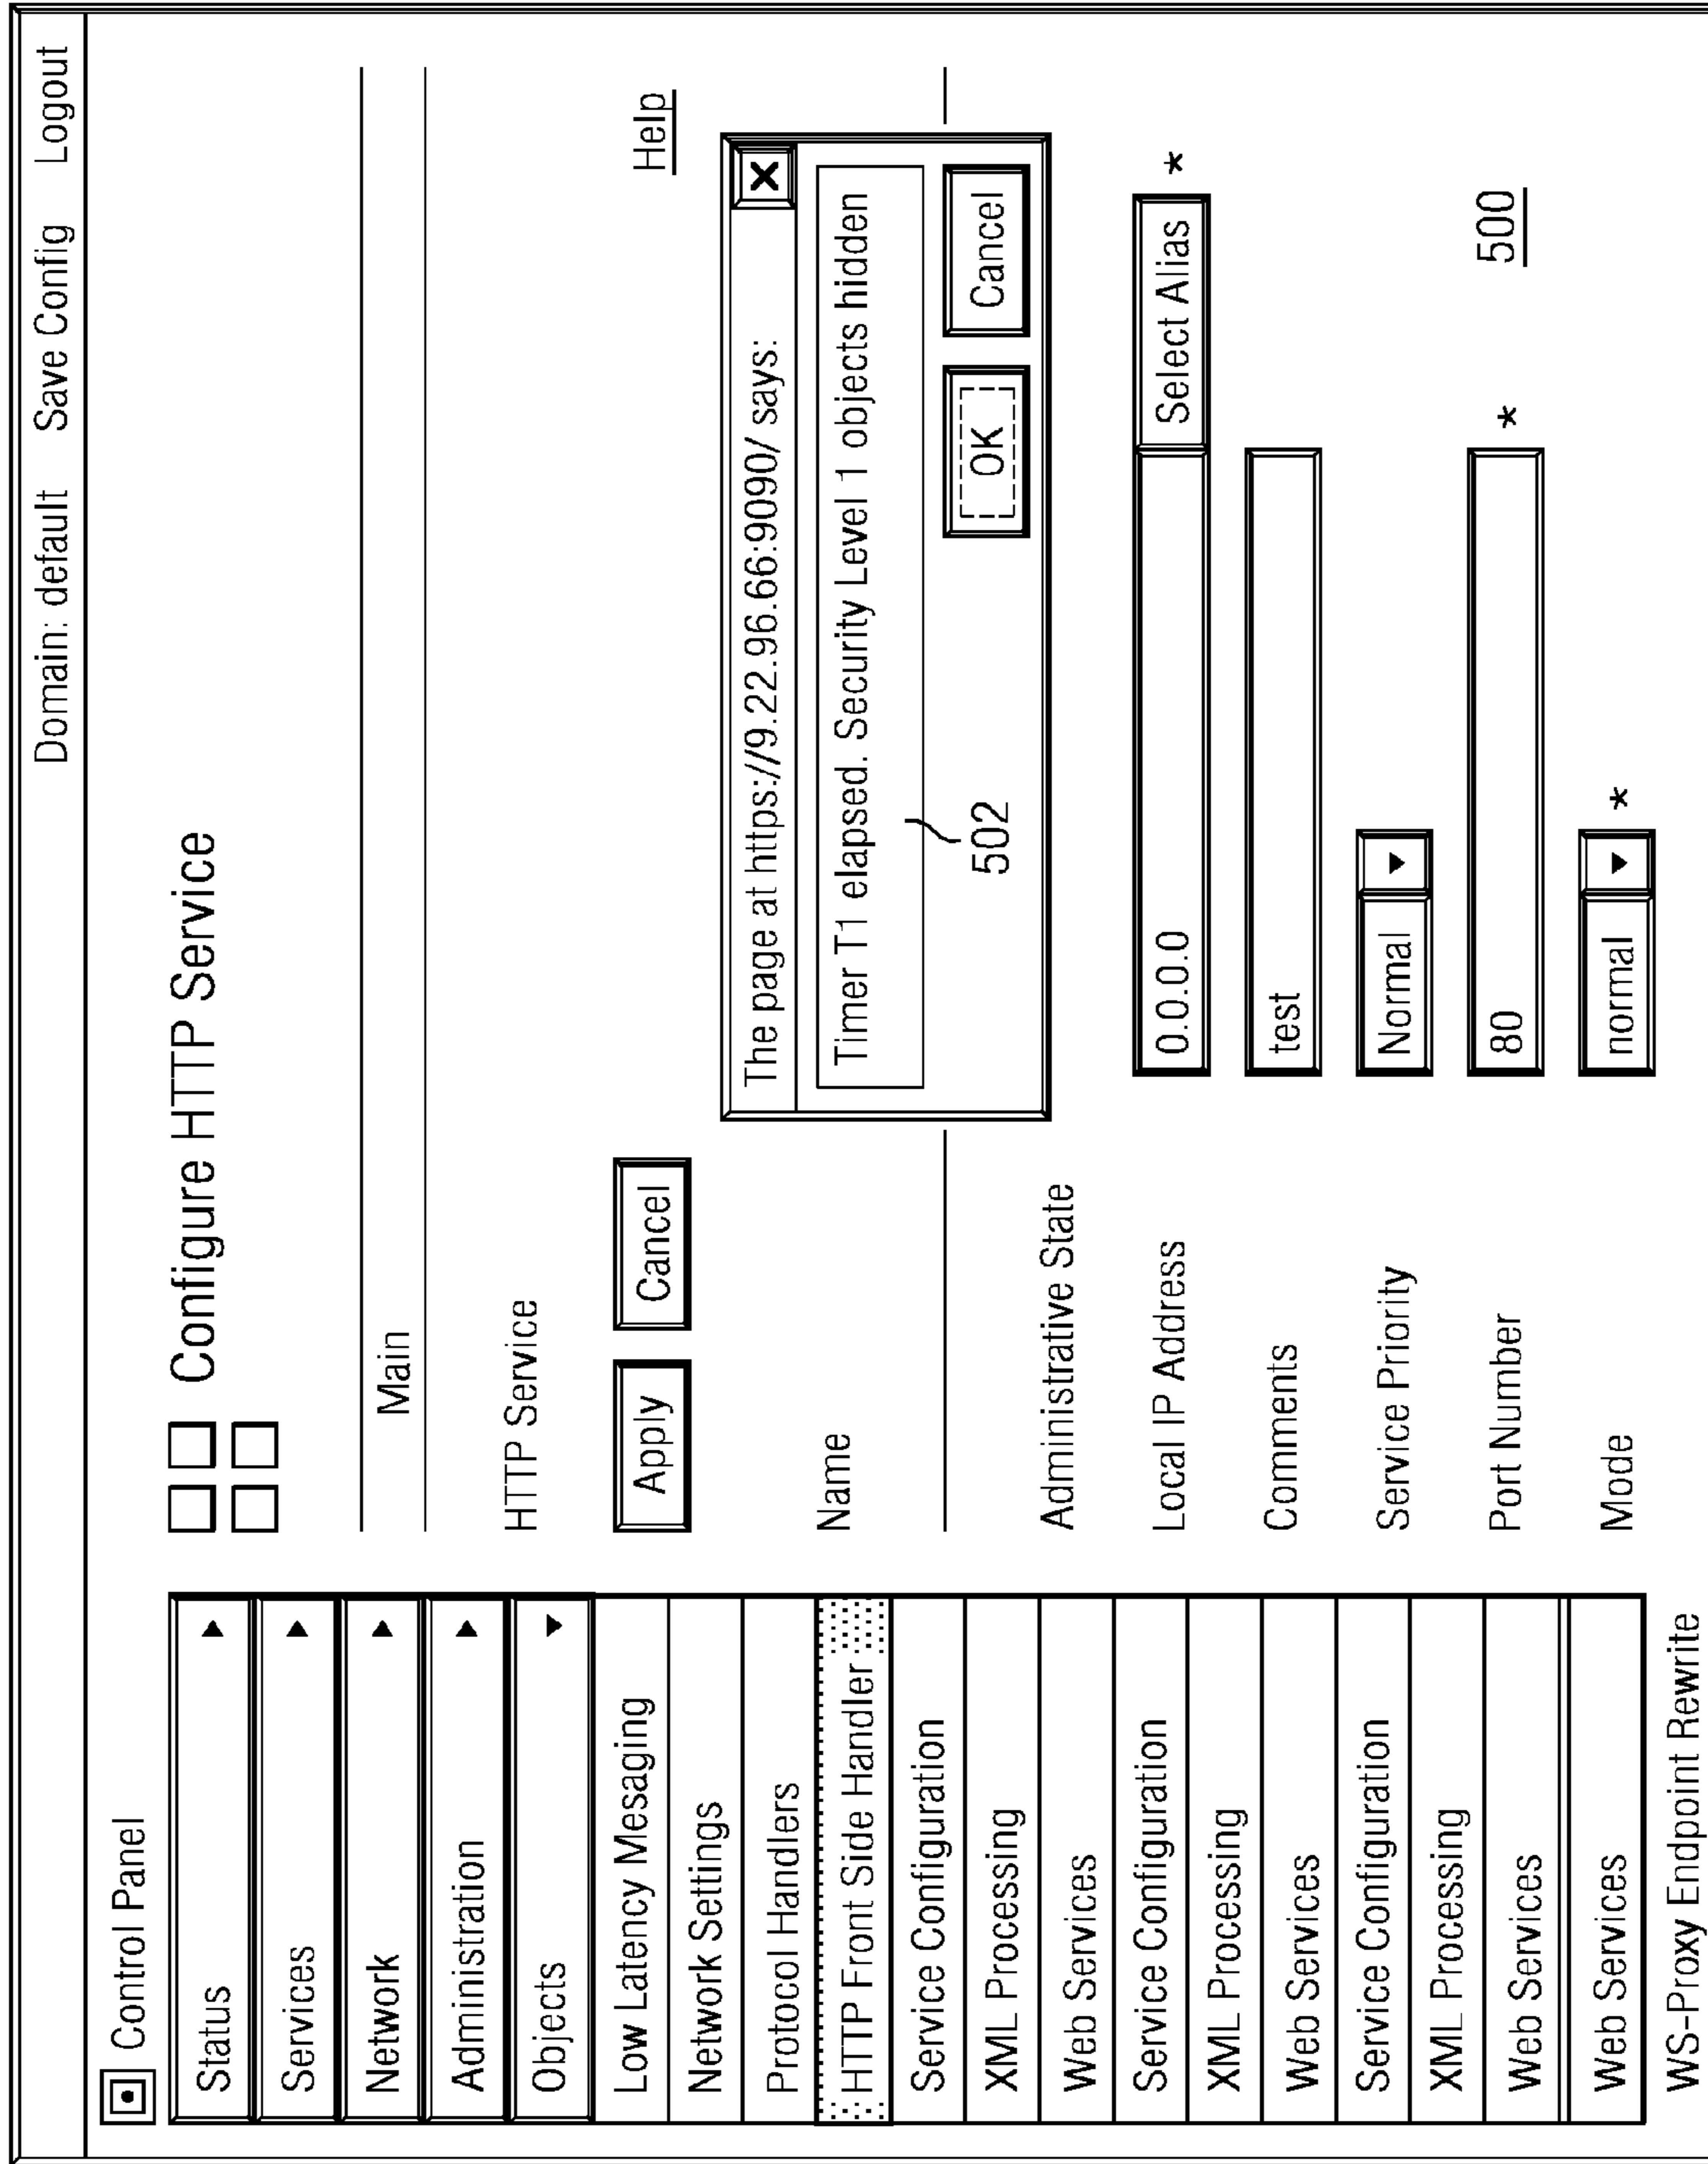 Domain: default Save Config Logout
Control Panel
Status
Services
Network
Administration
Objects
Low Latency Mesaging
Network Settings
Protocol Handlers
HTTP Front Side Handler
Service Configuration
XML Processing
Web Services
Service Configuration
XML Processing
Web Services
Service Configuration
XML Processing
Web Services
Web Services
WS-Proxy Endpoint Rewrite
Configure HTTP Service
Main
HTTP Service
Apply Cancel
Help
Name
The page at https://9.22.96.66:9090/ says:
X
Timer T1 elapsed. Security Level 1 objects hidden
502
OK Cancel
Administrative State
Local IP Address 0.0.0.0 Select Alias *
Comments test
Service Priority Normal
Port Number 80 *
Mode normal *
500